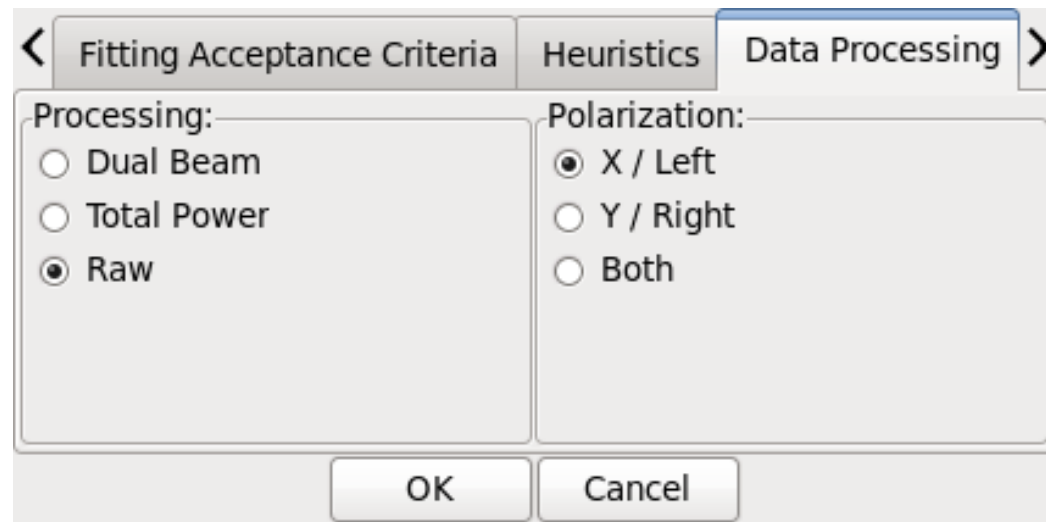 Fitting Acceptance Criteria Heuristics Data Processing
Processing:
Dual Beam
Total Power
Raw
Polarization:
X / Left
Y / Right
Both
OK Cancel